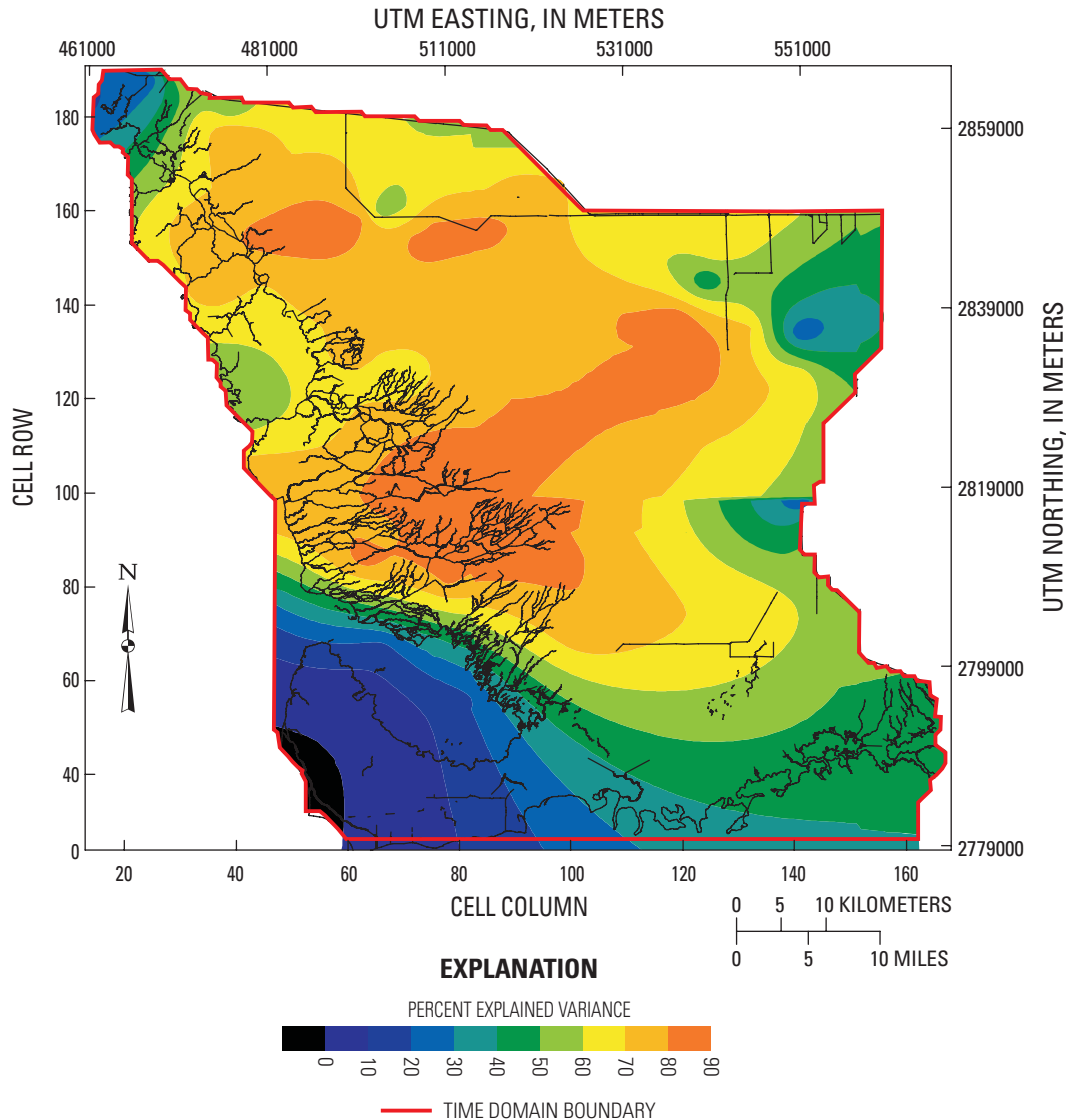 UTM EASTING, IN METERS
461000 481000 511000 531000 551000
180
160
140
120
100
80
60
40
0
CELL ROW
2859000
2839000
2819000
2799000
2779000
UTM NORTHING, IN METERS
N
20 40 60 80 100 120 140 160
CELL COLUMN
0 5 10 KILOMETERS
0 5 10 MILES
EXPLANATION
PERCENT EXPLAINED VARIANCE
0 10 20 30 40 50 60 70 80 90
TIME DOMAIN BOUNDARY